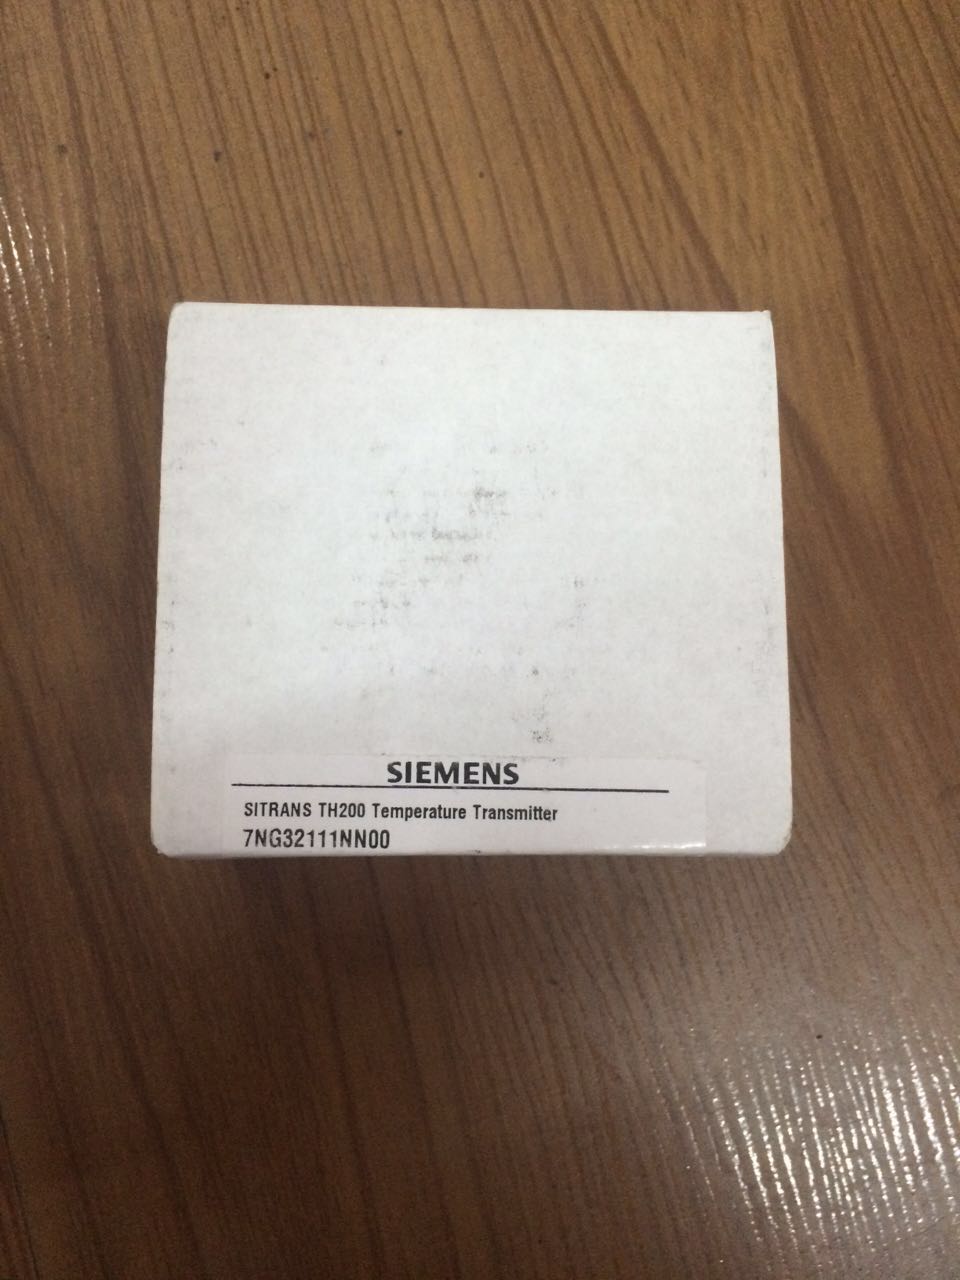 SIEMENS
SITRANS TH200 Temperature Transmitter
7NG32111NN00